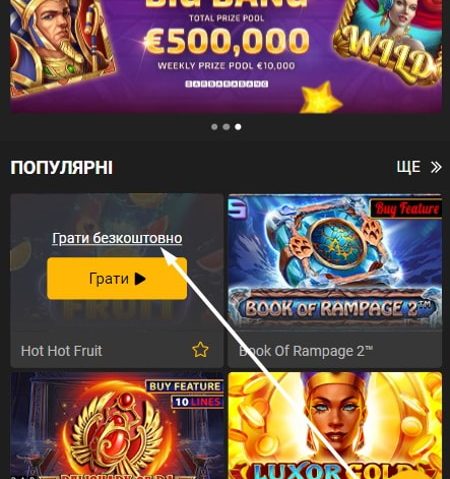 BIG BANG
TOTAL PRIZE POOL
€500,000
WEEKLY PRIZE POOL €10,000
BARBARABANG
WILD
ПОПУЛЯРНІ
ЩЕ
Грати безкоштовно
Грати
FRUIT
Hot Hot Fruit
Buy Feature
BOOK OF RAMPAGE 2™
Book Of Rampage 2™
BUY FEATURE
10 LINES
LUXOR GOLD